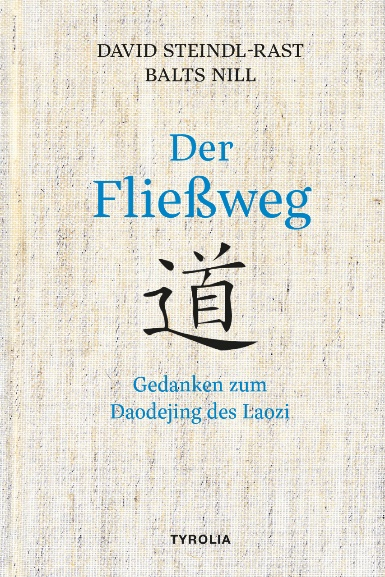 DAVID STEINDL-RAST
BALTS NILL
Der
Fließweg
道
Gedanken zum
Daodejing des Laozi
TYROLIA